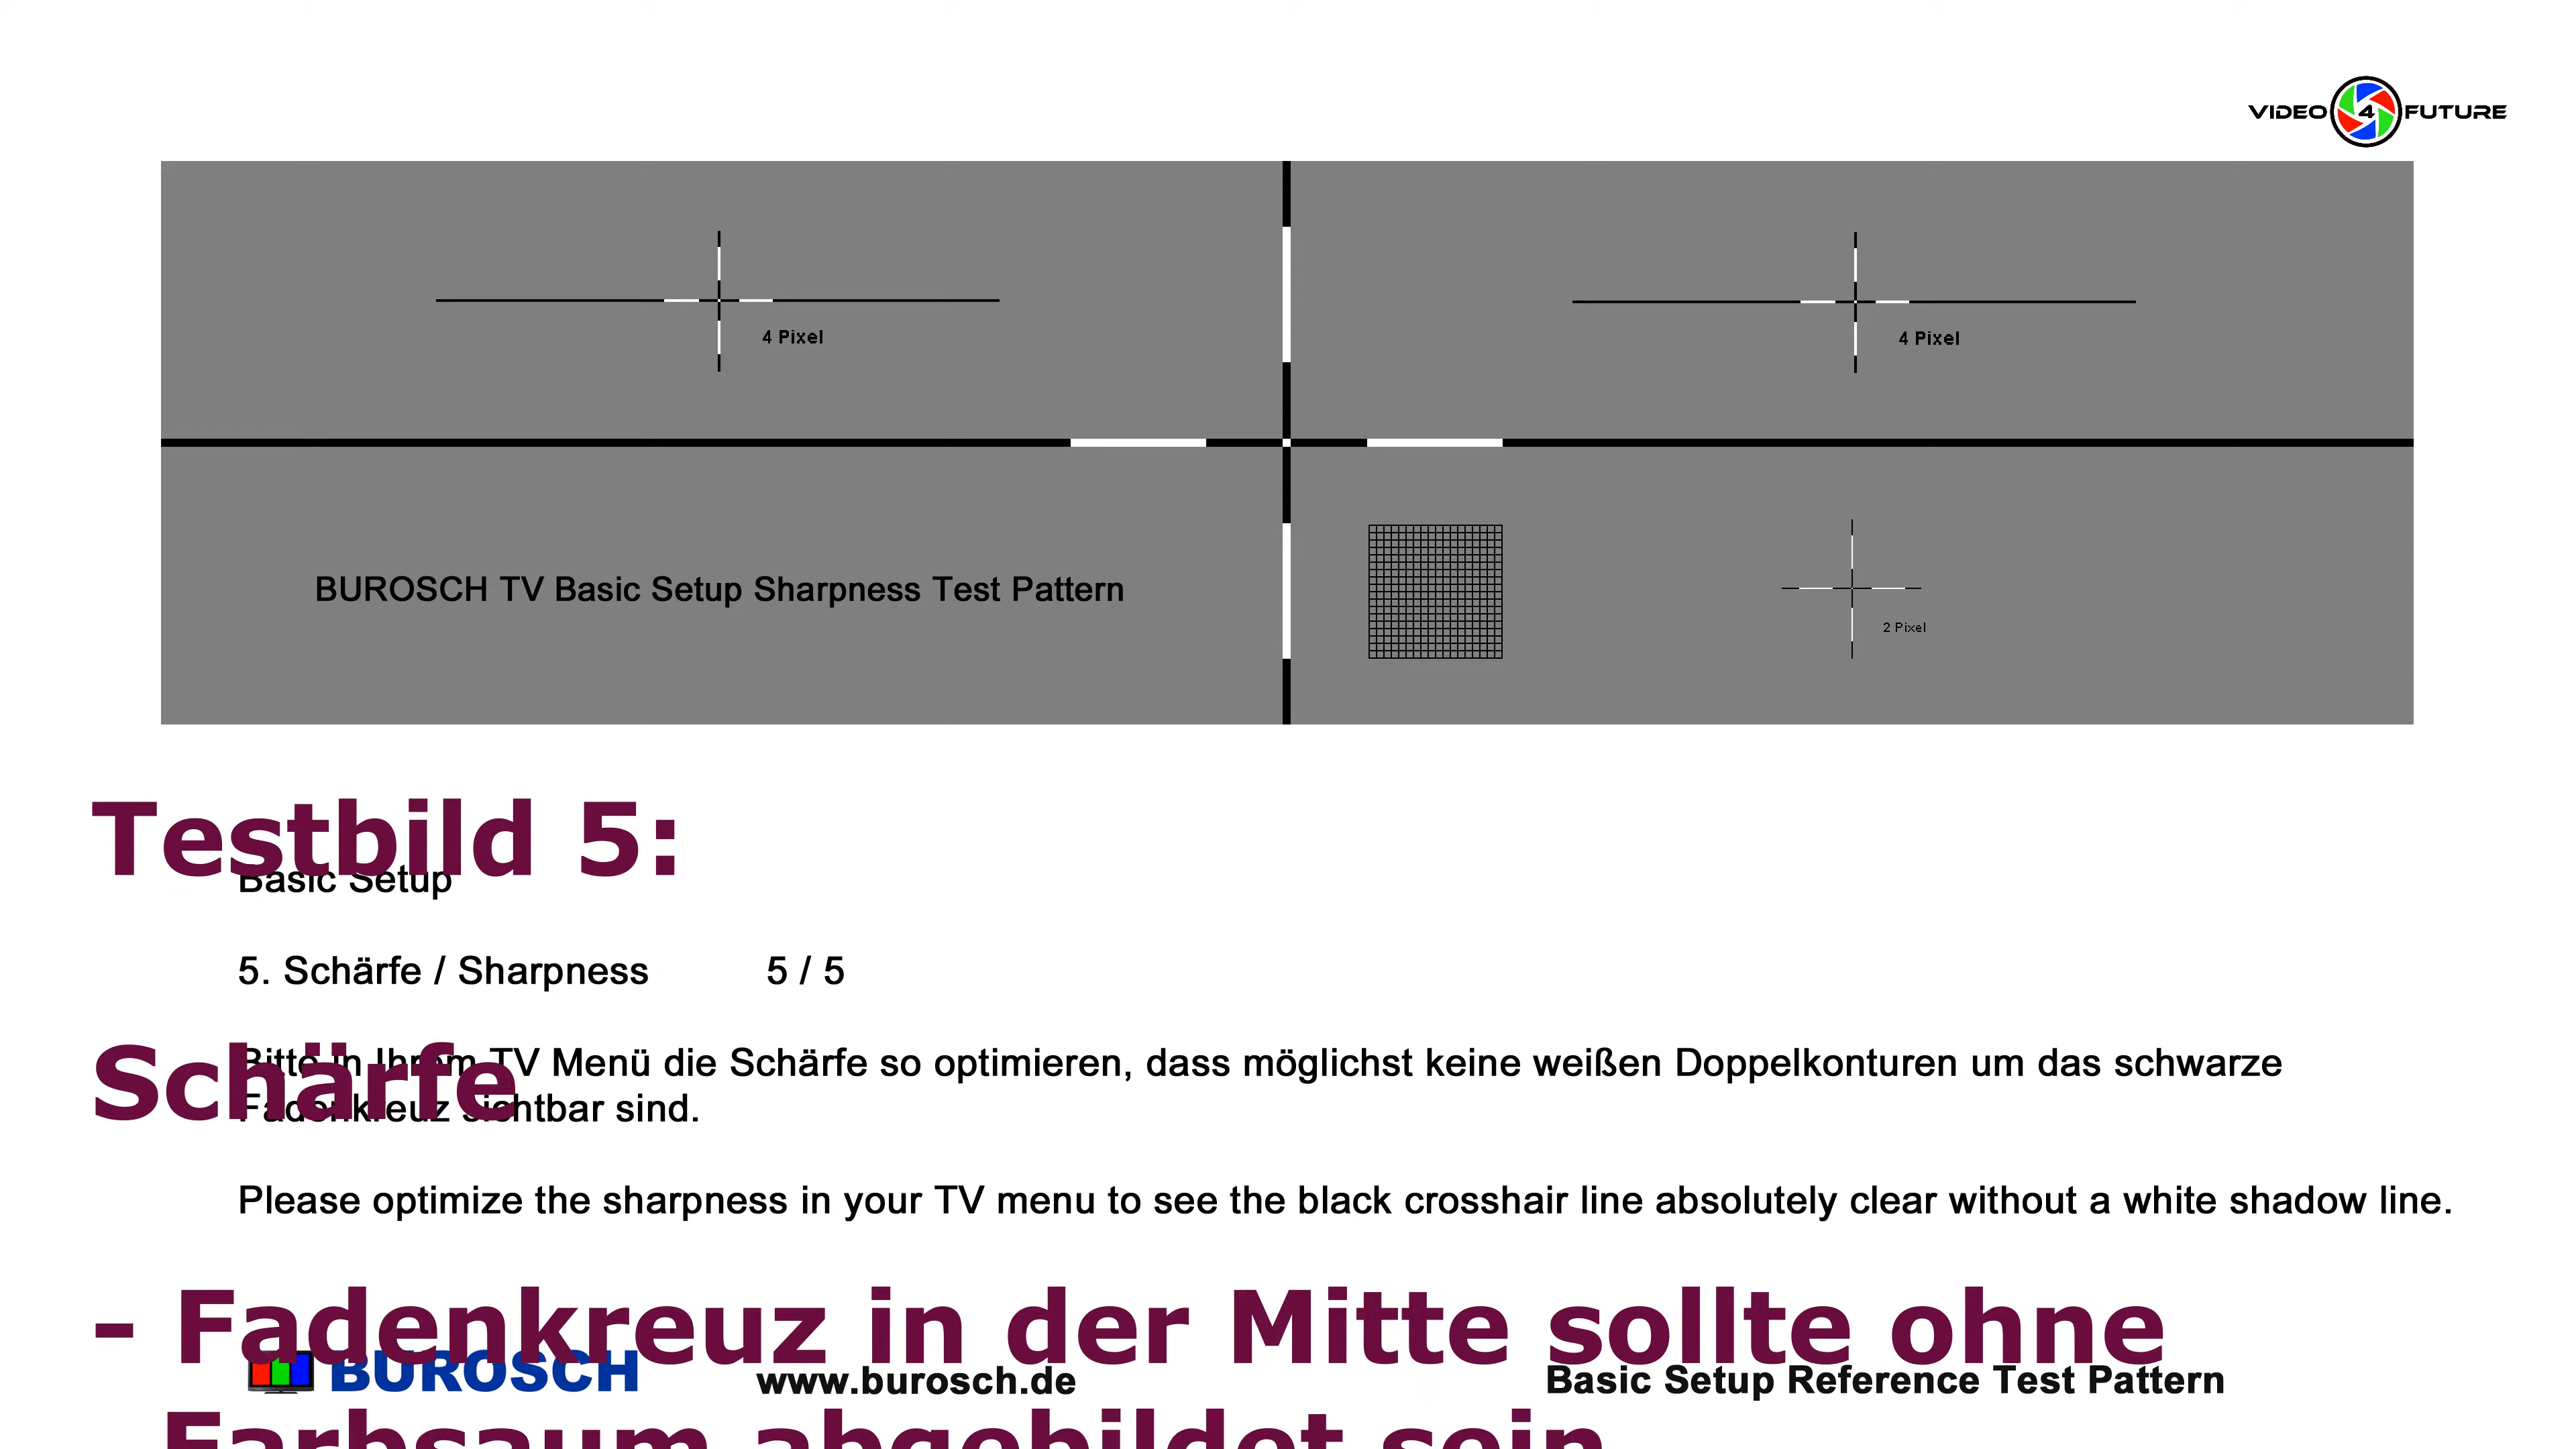 VIDEO 4 FUTURE
4 Pixel
4 Pixel
BUROSCH TV Basic Setup Sharpness Test Pattern
2 Pixel
Testbild 5:
Basic Setup
5. Schärfe / Sharpness 5 / 5
Schärfe
Bitte in Ihrem TV Menü die Schärfe so optimieren, dass möglichst keine weißen Doppelkonturen um das schwarze
Fadenkreuz sichtbar sind.
Please optimize the sharpness in your TV menu to see the black crosshair line absolutely clear without a white shadow line.
- Fadenkreuz in der Mitte sollte ohne
BUROSCH www.burosch.de Basic Setup Reference Test Pattern
Farbsaum abgebildet sein